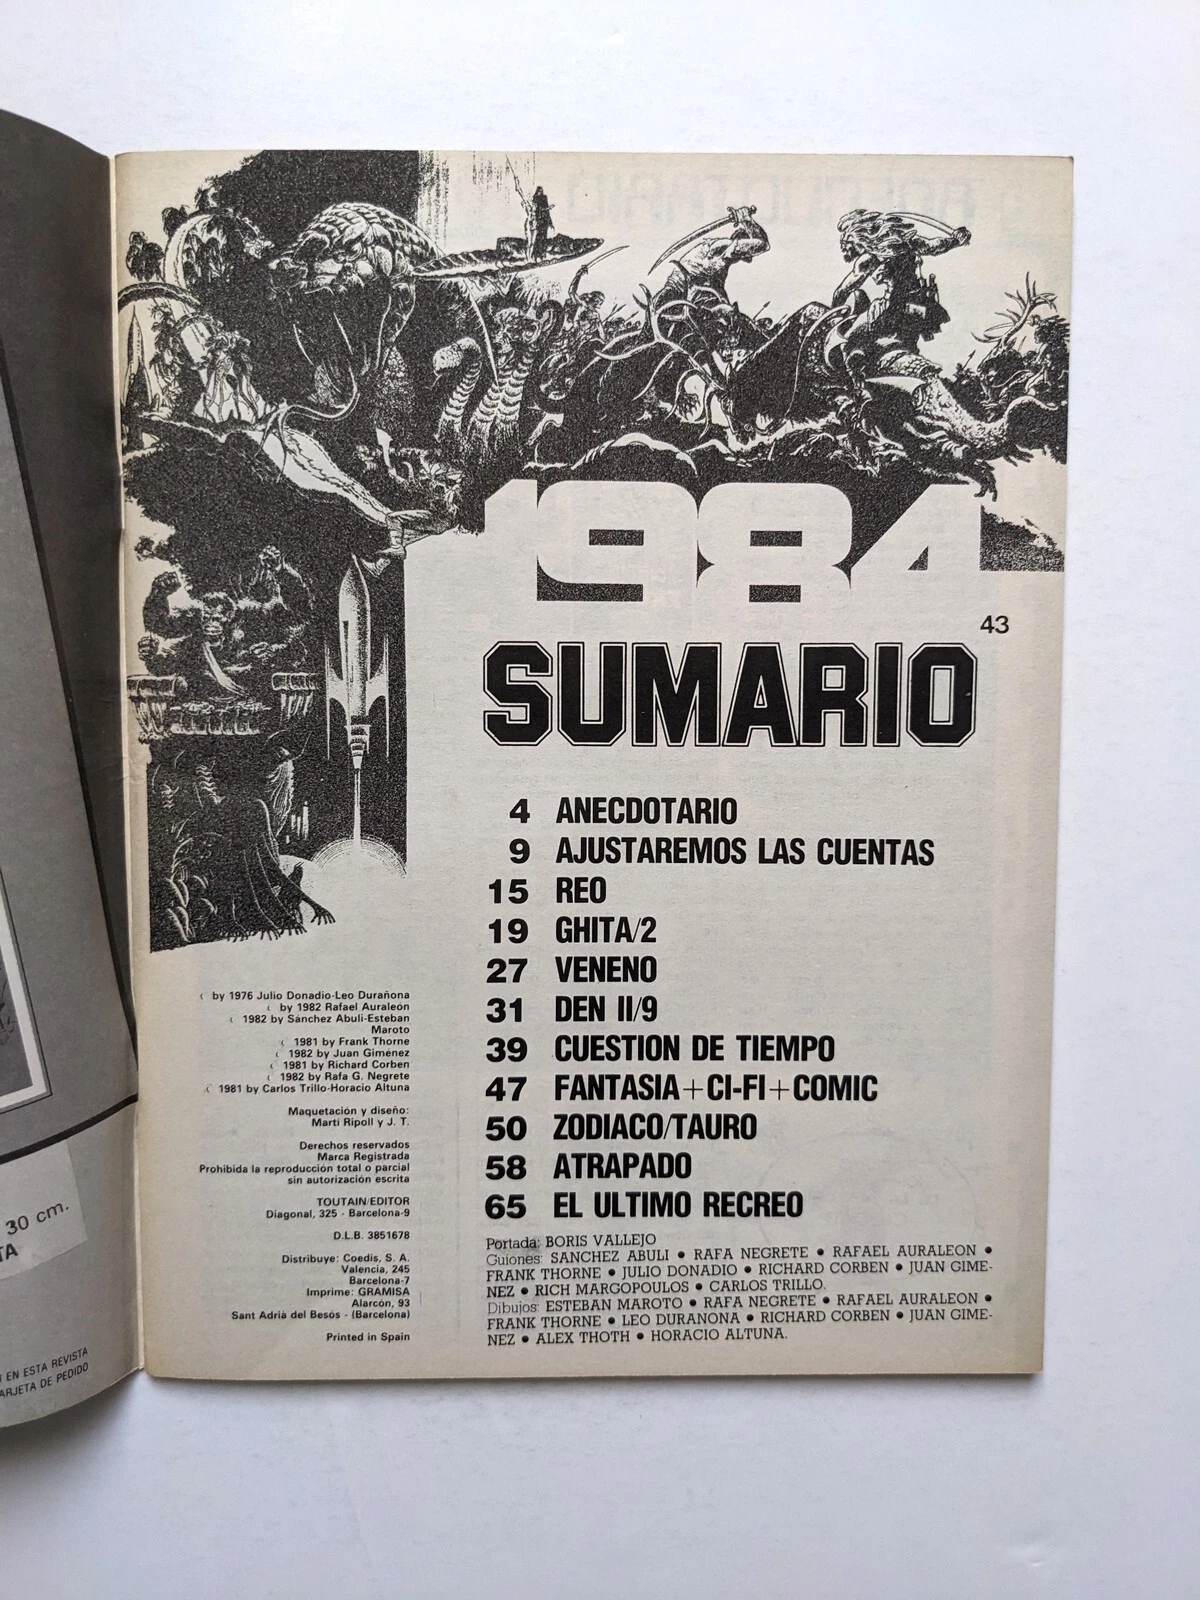 1984
43
SUMARIO
4 ANECDOTARIO
9 AJUSTAREMOS LAS CUENTAS
15 REO
19 GHITA/2
27 VENENO
31 DEN II/9
39 CUESTION DE TIEMPO
47 FANTASIA+CI-FI+COMIC
50 ZODIACO/TAURO
58 ATRAPADO
65 EL ULTIMO RECREO
Portada: BORIS VALLEJO
Guiones: SANCHEZ ABULI ● RAFA NEGRETE ● RAFAEL AURALEON ●
FRANK THORNE ● JULIO DONADIO ● RICHARD CORBEN ● JUAN GIME-
NEZ ● RICH MARGOPOULOS ● CARLOS TRILLO.
Dibujos: ESTEBAN MAROTO ● RAFA NEGRETE ● RAFAEL AURALEON ●
FRANK THORNE ● LEO DURANONA ● RICHARD CORBEN ● JUAN GIME-
NEZ ● ALEX THOTH ● HORACIO ALTUNA.
by 1976 Julio Donadio-Leo Durañona
by 1982 Rafael Auraleón
1982 by Sánchez Abuli-Esteban
Maroto
1981 by Frank Thorne
1982 by Juan Giménez
1981 by Richard Corben
1982 by Rafa G. Negrete
1981 by Carlos Trillo-Horacio Altuna
Maquetación y diseño:
Martí Ripoll y J. T.
Derechos reservados
Marca Registrada
Prohibida la reproducción total o parcial
sin autorización escrita
TOUTAIN/EDITOR
Diagonal, 325 - Barcelona-9
D.L.B. 3851678
Distribuye: Coedis, S. A.
Valencia, 245
Barcelona-7
Imprime: GRAMISA
Alarcón, 93
Sant Adrià del Besós - (Barcelona)
Printed in Spain
30 cm.
TA
EN ESTA REVISTA
ARJETA DE PEDIDO